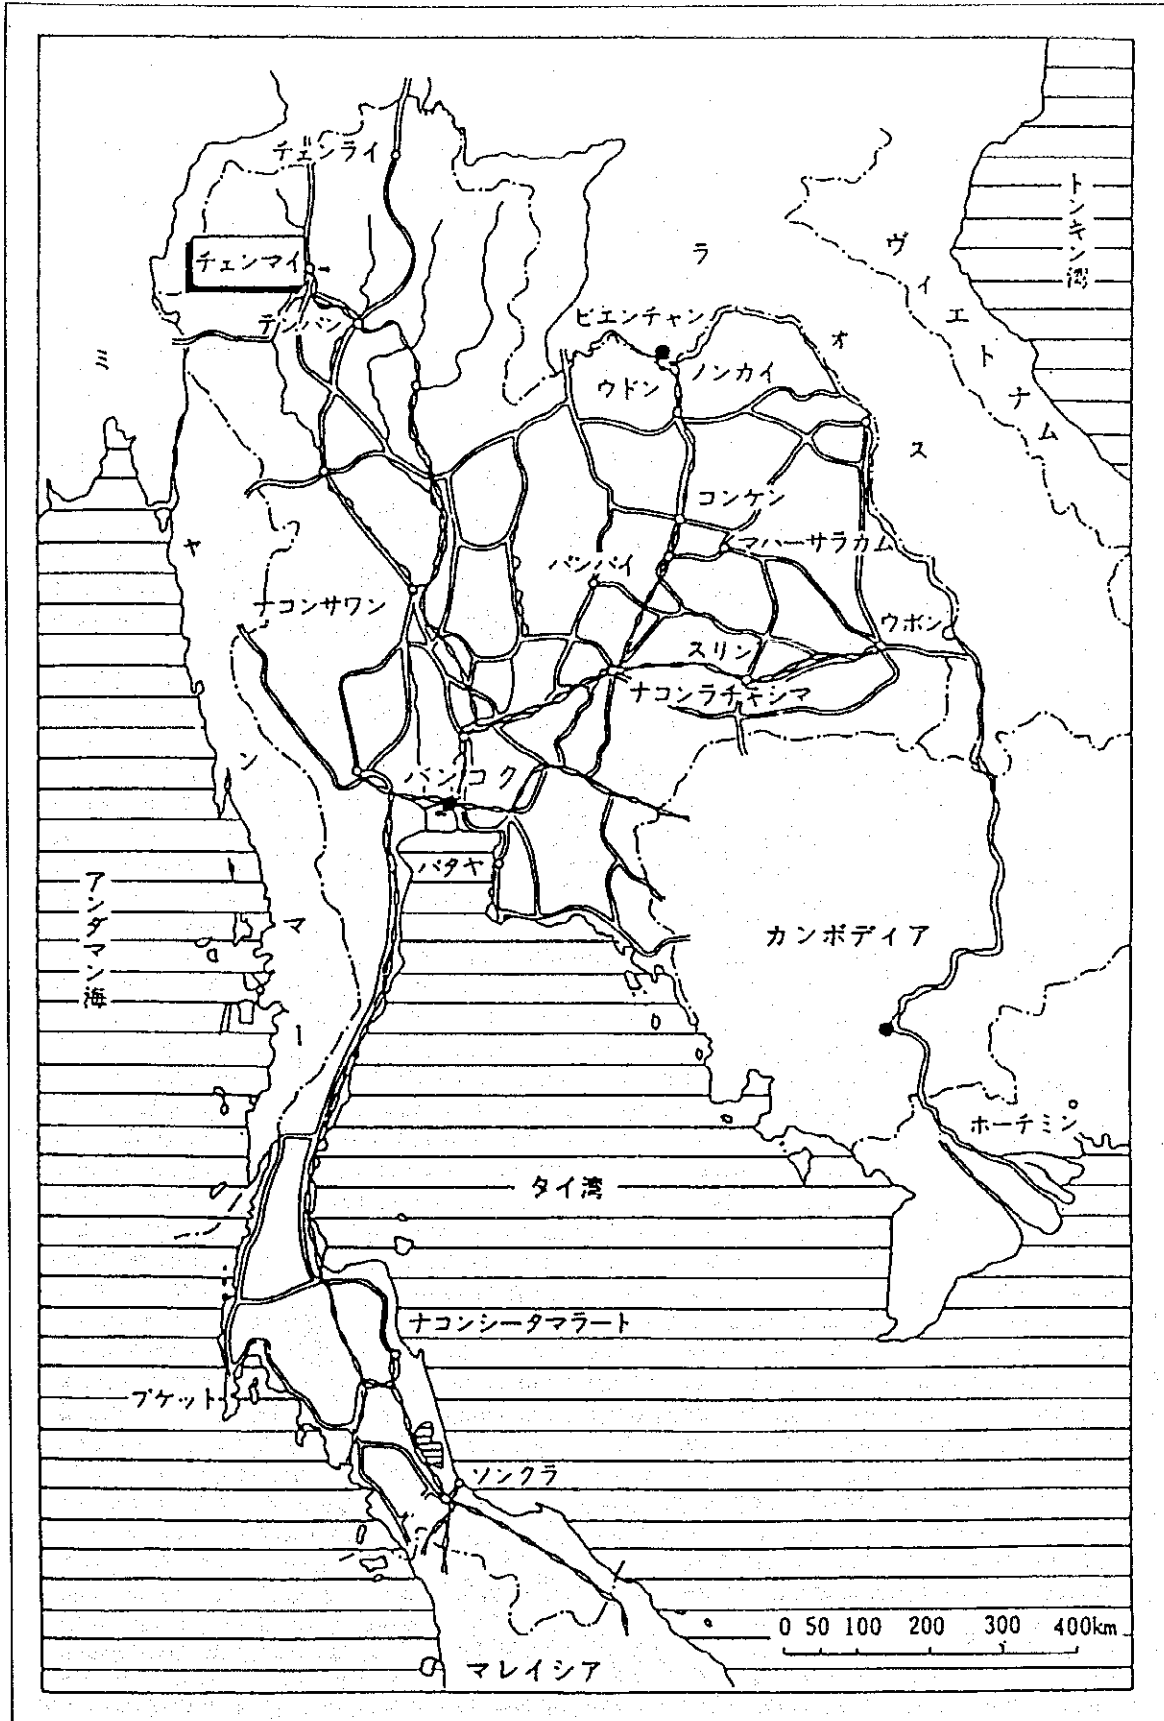 チェンライ
チェンマイ
テンパン
ミャンマー
ラオス
ヴィエトナム
トンキン湾
ビエンチャン
ノンカイ
ウドン
コンケン
マハーサラカム
バンパイ
ナコンサワン
ウボン
スリン
ナコンラチャシマ
バンコク
パタヤ
アンダマン海
カンボディア
ホーチミン
タイ湾
ナコンシータマラート
プケット
ソンクラ
マレイシア
0 50 100 200 300 400km